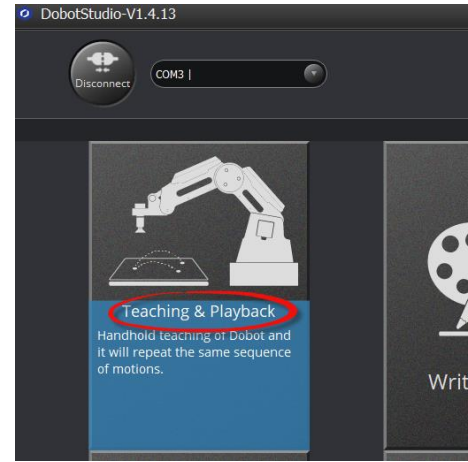 DobotStudio-V1.4.13
Disconnect
COM3
Teaching & Playback
Handhold teaching of Dobot and
it will repeat the same sequence
of motions.
Writ